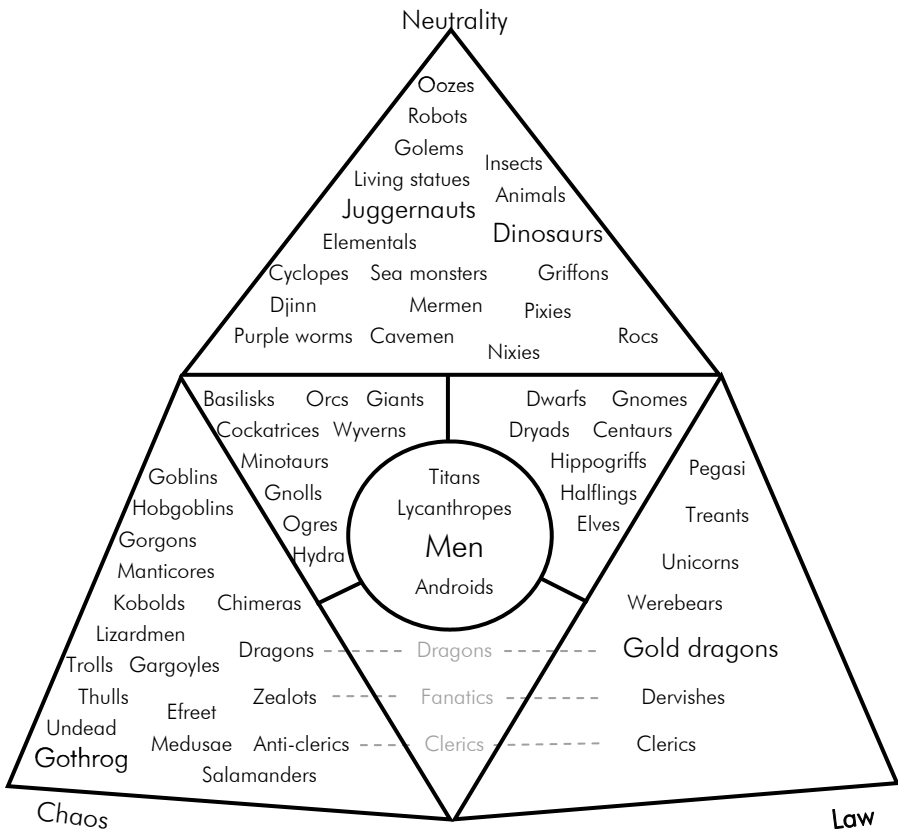 Neutrality
Oozes
Robots
Golems
Insects
Living statues
Animals
Juggernauts
Dinosaurs
Elementals
Cyclopes Sea monsters Griffons
Djinn Mermen Pixies
Purple worms Cavemen Rocs
Nixies
Basilisks Orcs Giants
Cockatrices Wyverns
Minotaurs
Gnolls
Ogres
Hydra
Dwarfs Gnomes
Dryads Centaurs
Hippogriffs
Halflings
Elves
Titans
Lycanthropes
Men
Androids
Goblins
Hobgoblins
Gorgons
Manticores
Kobolds Chimeras
Lizardmen
Trolls Gargoyles
Thulls
Efreet
Undead
Medusae
Gothrog
Salamanders
Pegasi
Treants
Unicorns
Werebears
Dragons Dragons Gold dragons
Zealots Fanatics Dervishes
Anti-clerics Clerics Clerics
Chaos
Law